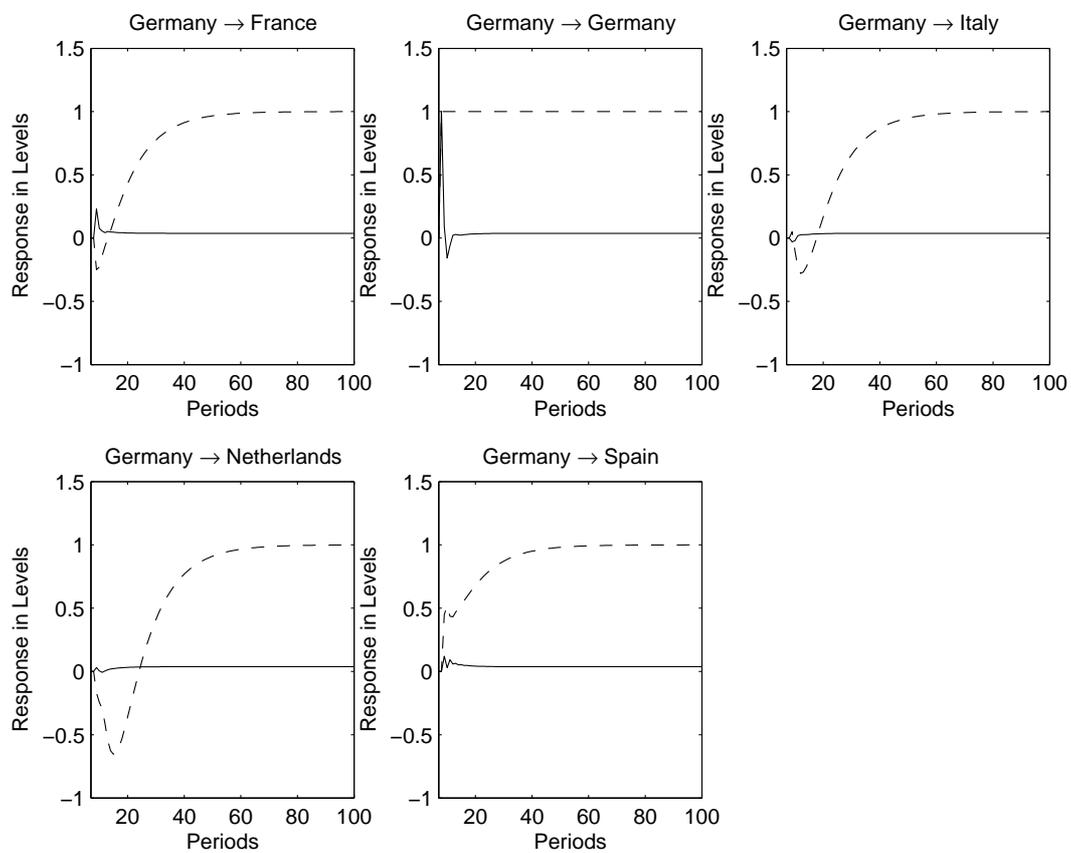 Germany → France
1.5
1
0.5
0
−0.5
−1
Response in Levels
20 40 60 80 100
Periods
Germany → Germany
1.5
1
0.5
0
−0.5
−1
Response in Levels
20 40 60 80 100
Periods
Germany → Italy
1.5
1
0.5
0
−0.5
−1
Response in Levels
20 40 60 80 100
Periods
Germany → Netherlands
1.5
1
0.5
0
−0.5
−1
Response in Levels
20 40 60 80 100
Periods
Germany → Spain
1.5
1
0.5
0
−0.5
−1
Response in Levels
20 40 60 80 100
Periods